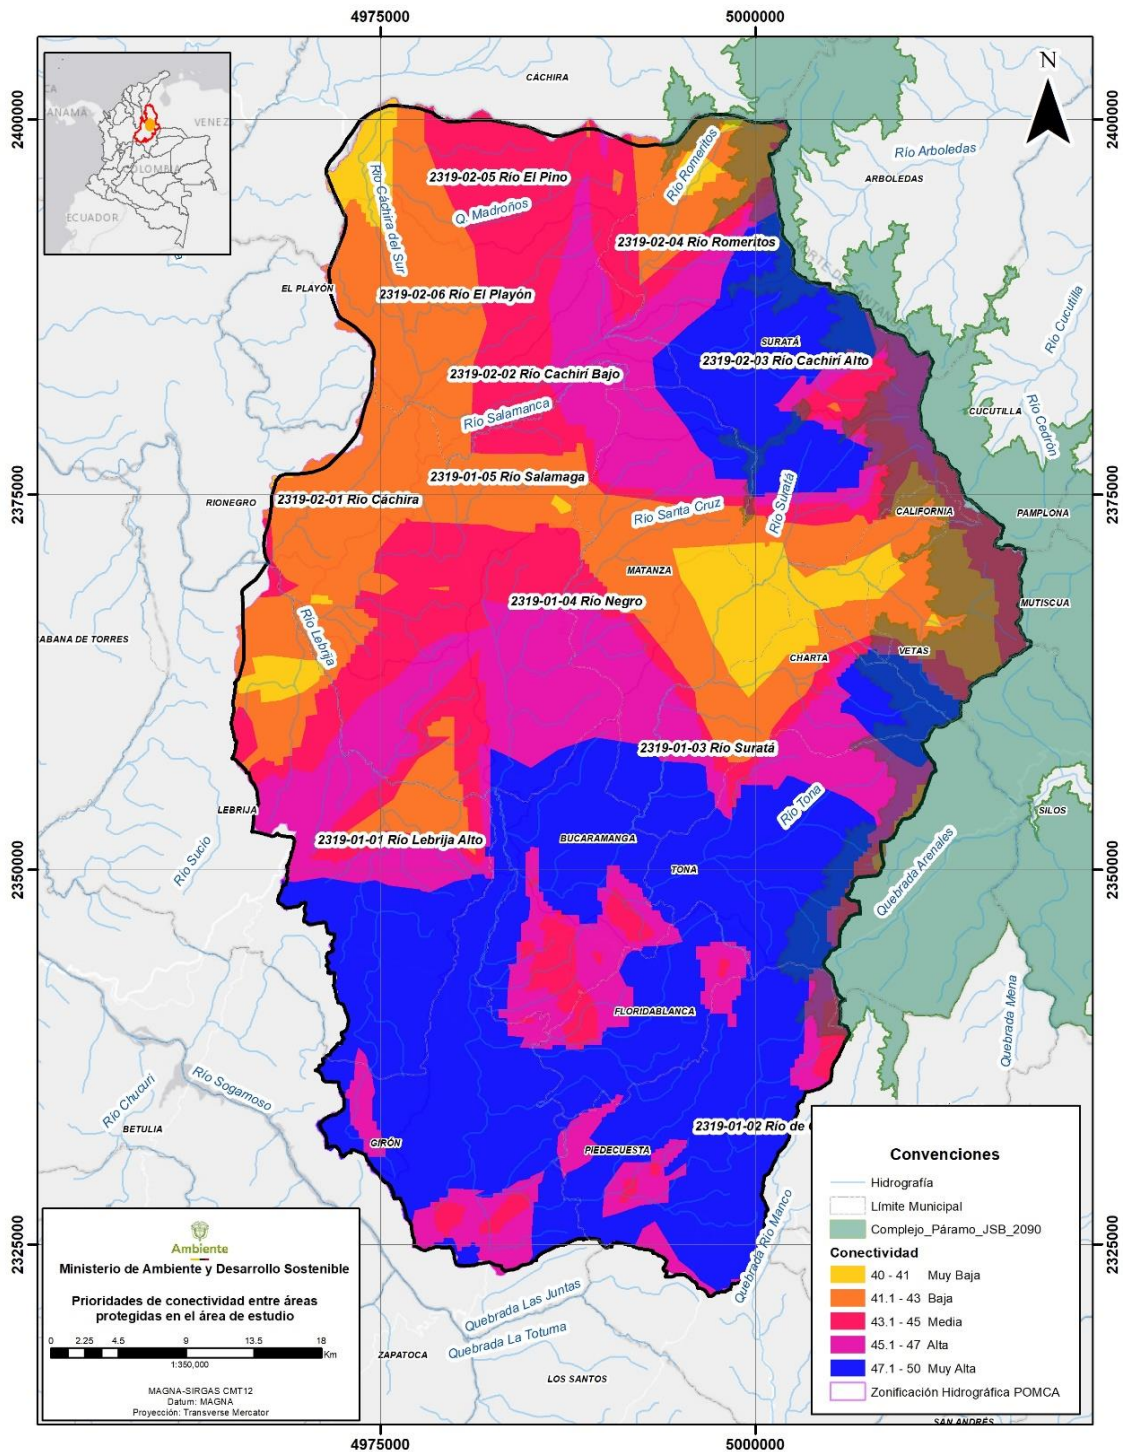 4975000
5000000
2400000
2400000
CÁCHIRA
ANAMÁ
VENEZ
COLOMBIA
ECUADOR
Río Arboledas
ARBOLEDAS
Río Romeritos
2319-02-05 Río El Pino
Q. Madroños
Río Cáchira del Sur
2319-02-04 Río Romeritos
NORTE DE SANTANDER
EL PLAYÓN
2319-02-06 Río El Playón
Río Cucutilla
SURATÁ
2319-02-03 Río Cachirí Alto
2319-02-02 Río Cachirí Bajo
Río Salamanca
CUCUTILLA
Río Cedrón
2375000
2375000
2319-01-05 Río Salamaga
2319-02-01 Río Cáchira
RIONEGRO
Río Suratá
Río Santa Cruz
CALIFORNIA
PAMPLONA
MATANZA
2319-01-04 Río Negro
MUTISCUA
Río Lebrija
ABANA DE TORRES
VETAS
CHARTA
2319-01-03 Río Suratá
LEBRIJA
Río Tona
SILOS
2319-01-01 Río Lebrija Alto
BUCARAMANGA
TONA
Río Sucio
Quebrada Arenales
2350000
2350000
FLORIDABLANCA
Quebrada Mena
Río Sogamoso
Río Chucuri
BETULIA
2319-01-02 Río de
GIRÓN
PIEDECUESTA
Quebrada Río Manco
2325000
2325000
Quebrada Las Juntas
Quebrada La Totuma
ZAPATOCA
LOS SANTOS
SAN ANDRÉS
N
Ambiente
Ministerio de Ambiente y Desarrollo Sostenible
Prioridades de conectividad entre áreas
protegidas en el área de estudio
0 2.25 4.5 9 13.5 18
Km
1:350,000
MAGNA-SIRGAS CMT12
Datum: MAGNA
Proyección: Transverse Mercator
Convenciones
Hidrografía
Límite Municipal
Complejo_Páramo_JSB_2090
Conectividad
40 - 41 Muy Baja
41.1 - 43 Baja
43.1 - 45 Media
45.1 - 47 Alta
47.1 - 50 Muy Alta
Zonificación Hidrográfica POMCA
4975000
5000000